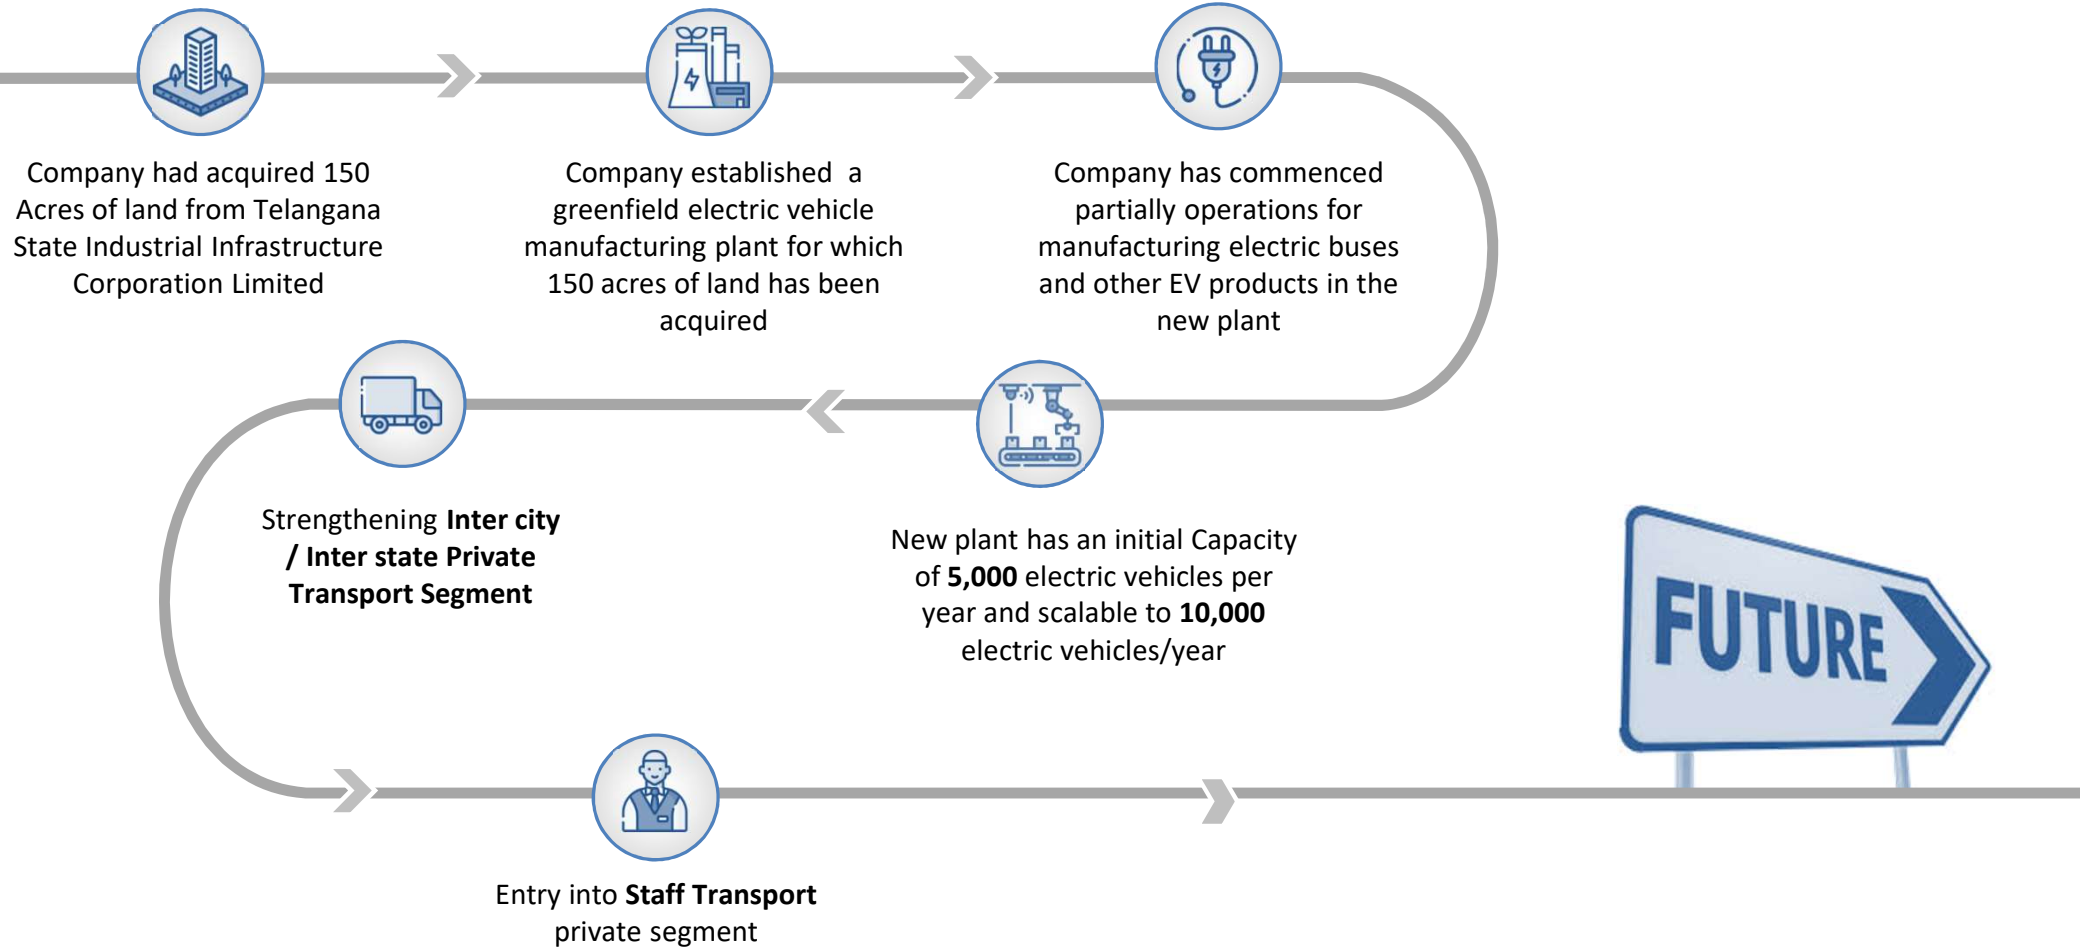 Company had acquired 150
Acres of land from Telangana
State Industrial Infrastructure
Corporation Limited
Company established a
greenfield electric vehicle
manufacturing plant for which
150 acres of land has been
acquired
Company has commenced
partially operations for
manufacturing electric buses
and other EV products in the
new plant
New plant has an initial Capacity
of 5,000 electric vehicles per
year and scalable to 10,000
electric vehicles/year
Strengthening Inter city
/ Inter state Private
Transport Segment
Entry into Staff Transport
private segment
FUTURE